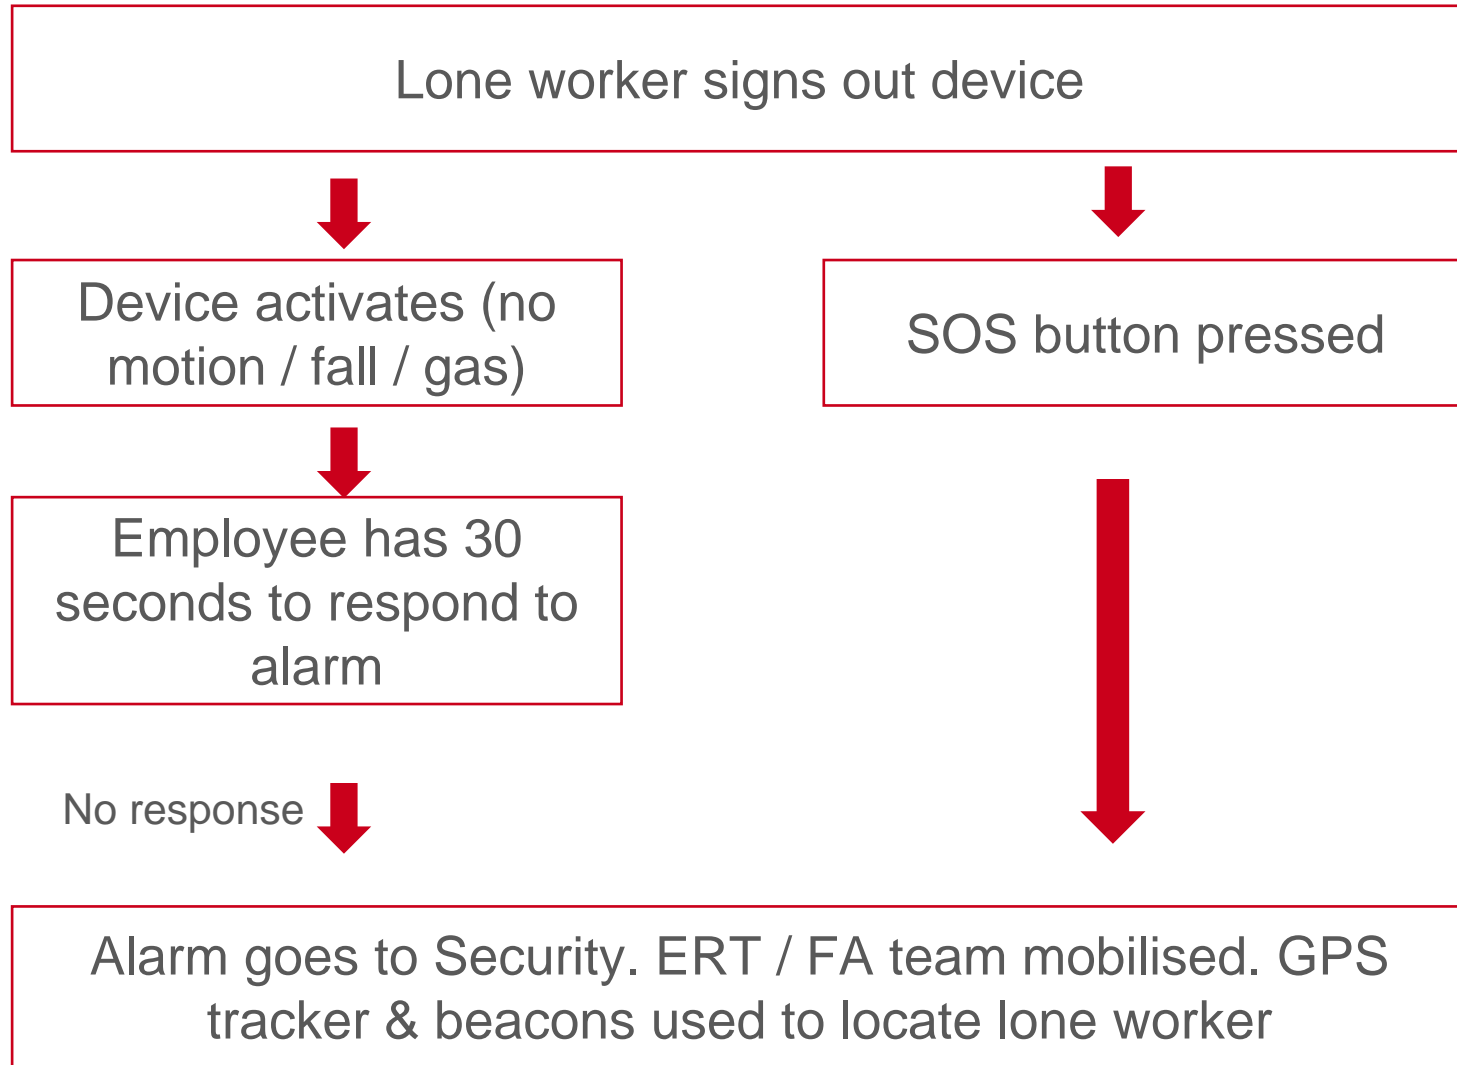 Lone worker signs out device
Device activates (no
motion / fall / gas)
SOS button pressed
Employee has 30
seconds to respond to
alarm
No response
Alarm goes to Security. ERT / FA team mobilised. GPS
tracker & beacons used to locate lone worker